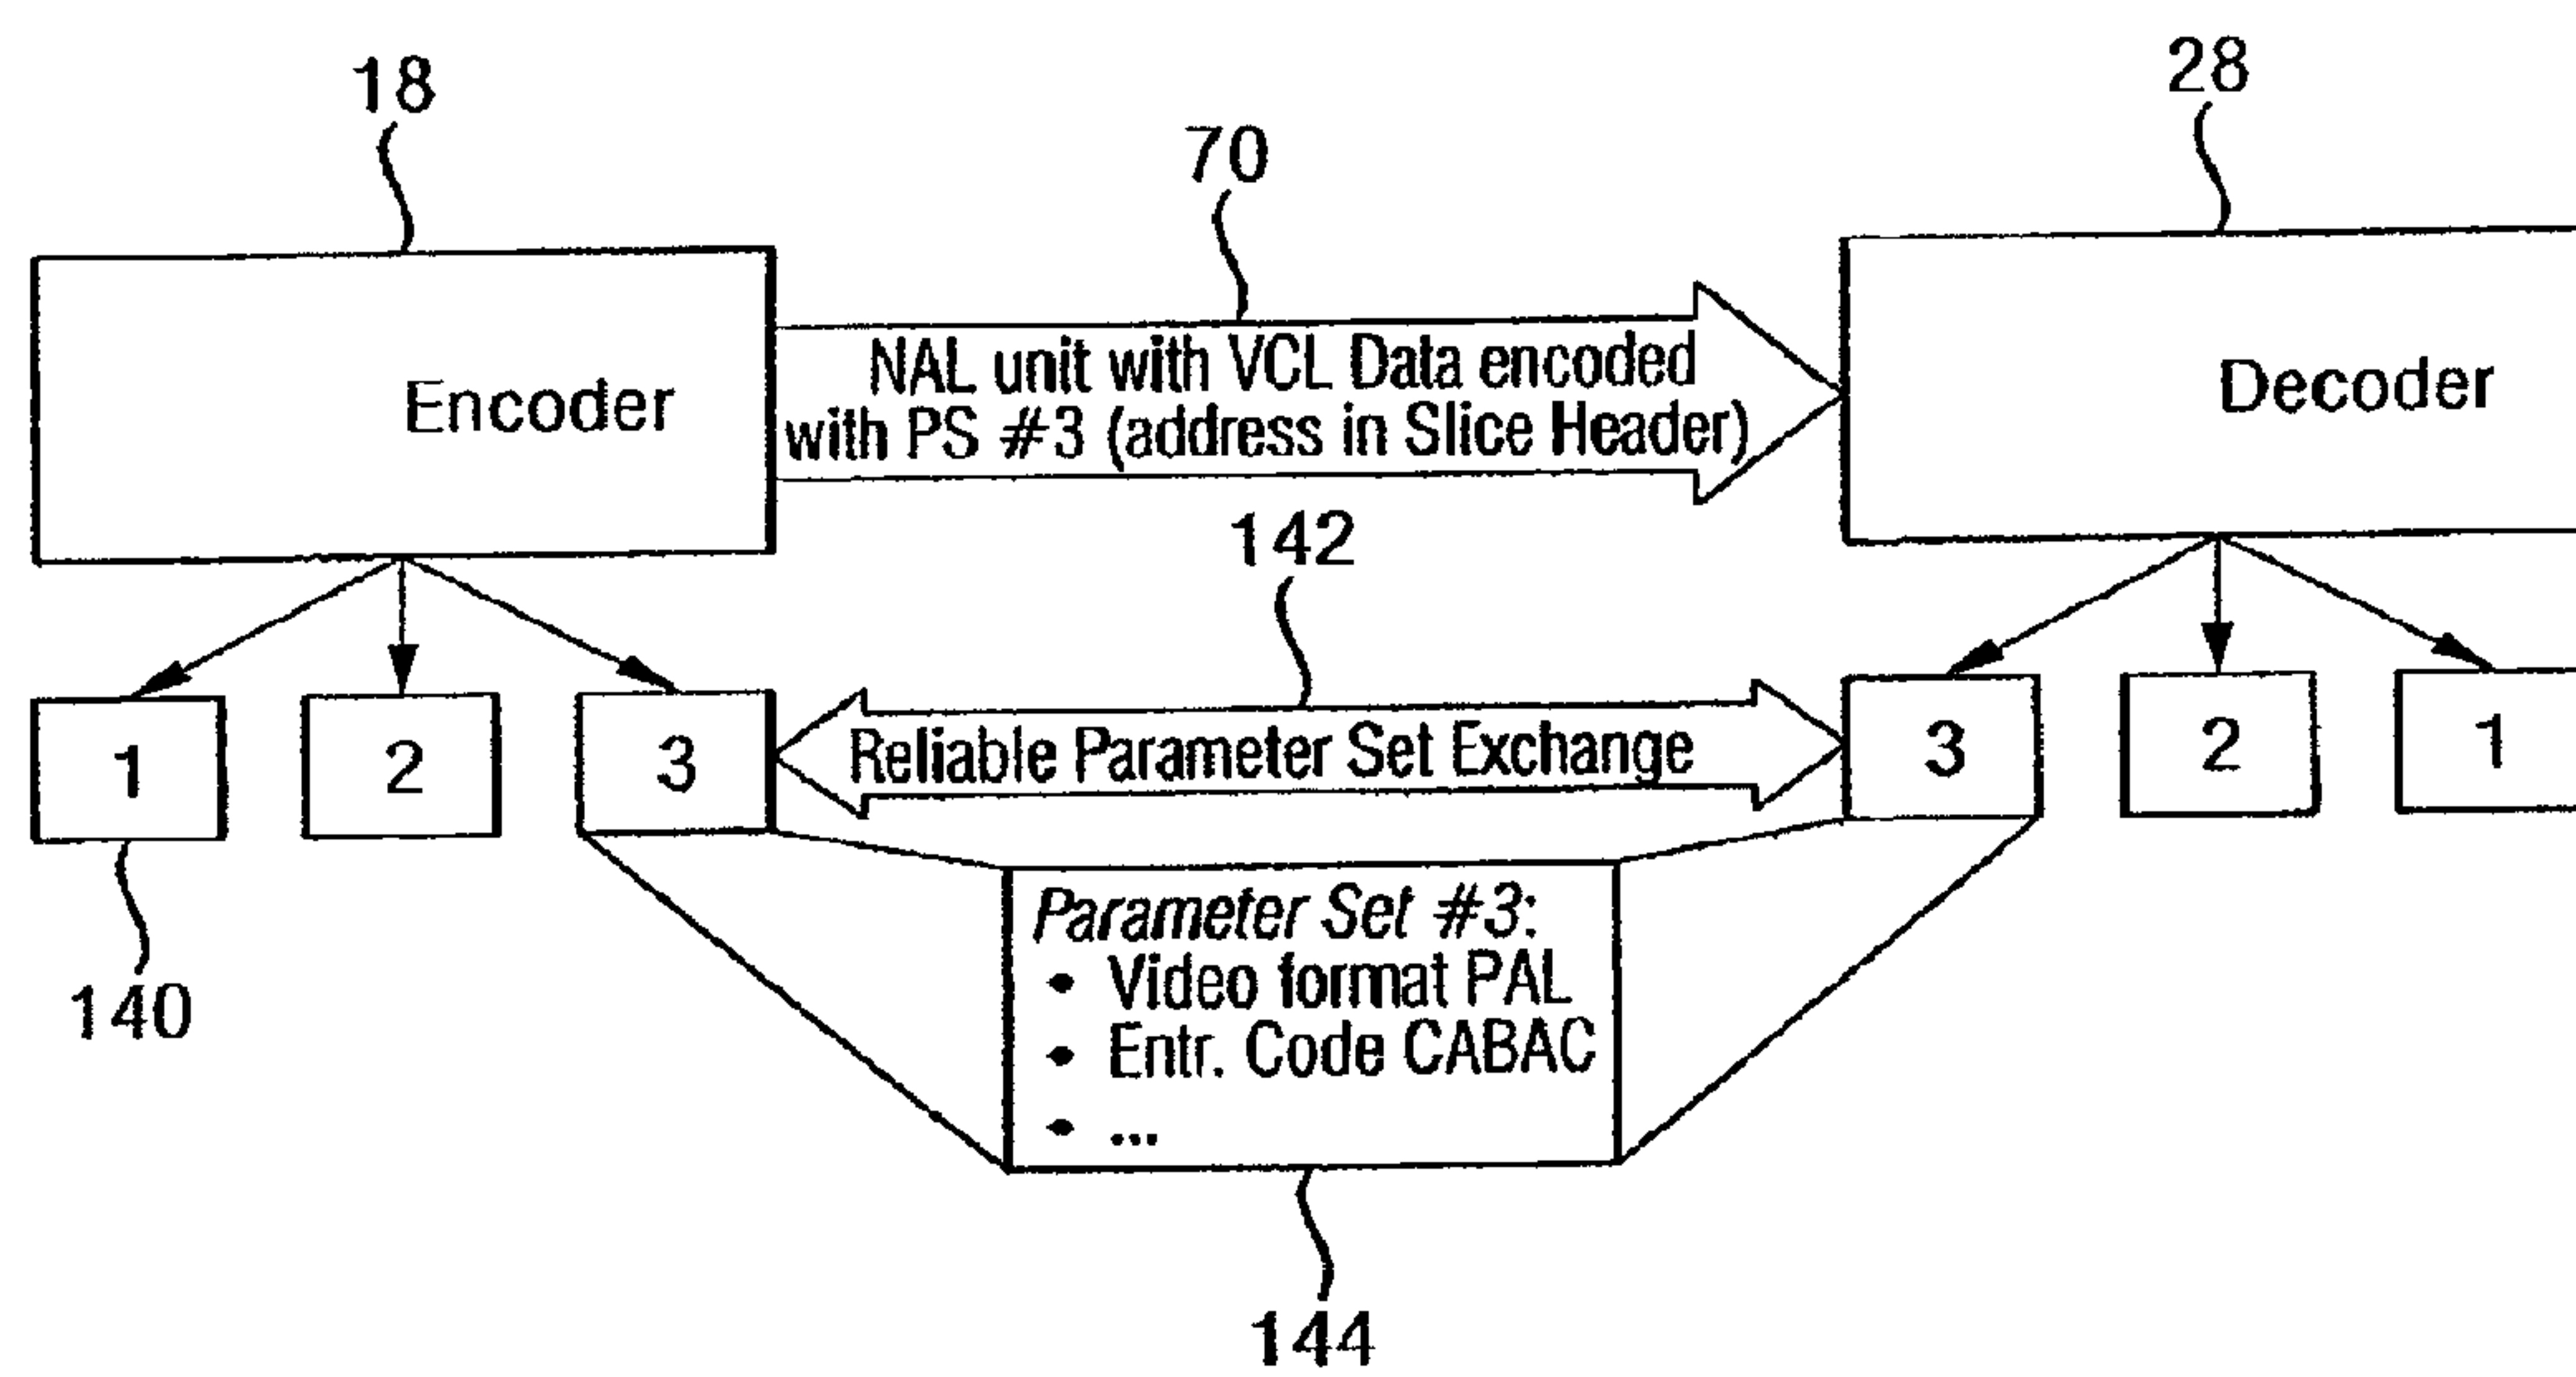 18
28
70
Encoder
NAL unit with VCL Data encoded
with PS #3 (address in Slice Header)
Decoder
142
1
2
3
Reliable Parameter Set Exchange
3
2
1
Parameter Set #3:
• Video format PAL
• Entr. Code CABAC
• ...
140
144